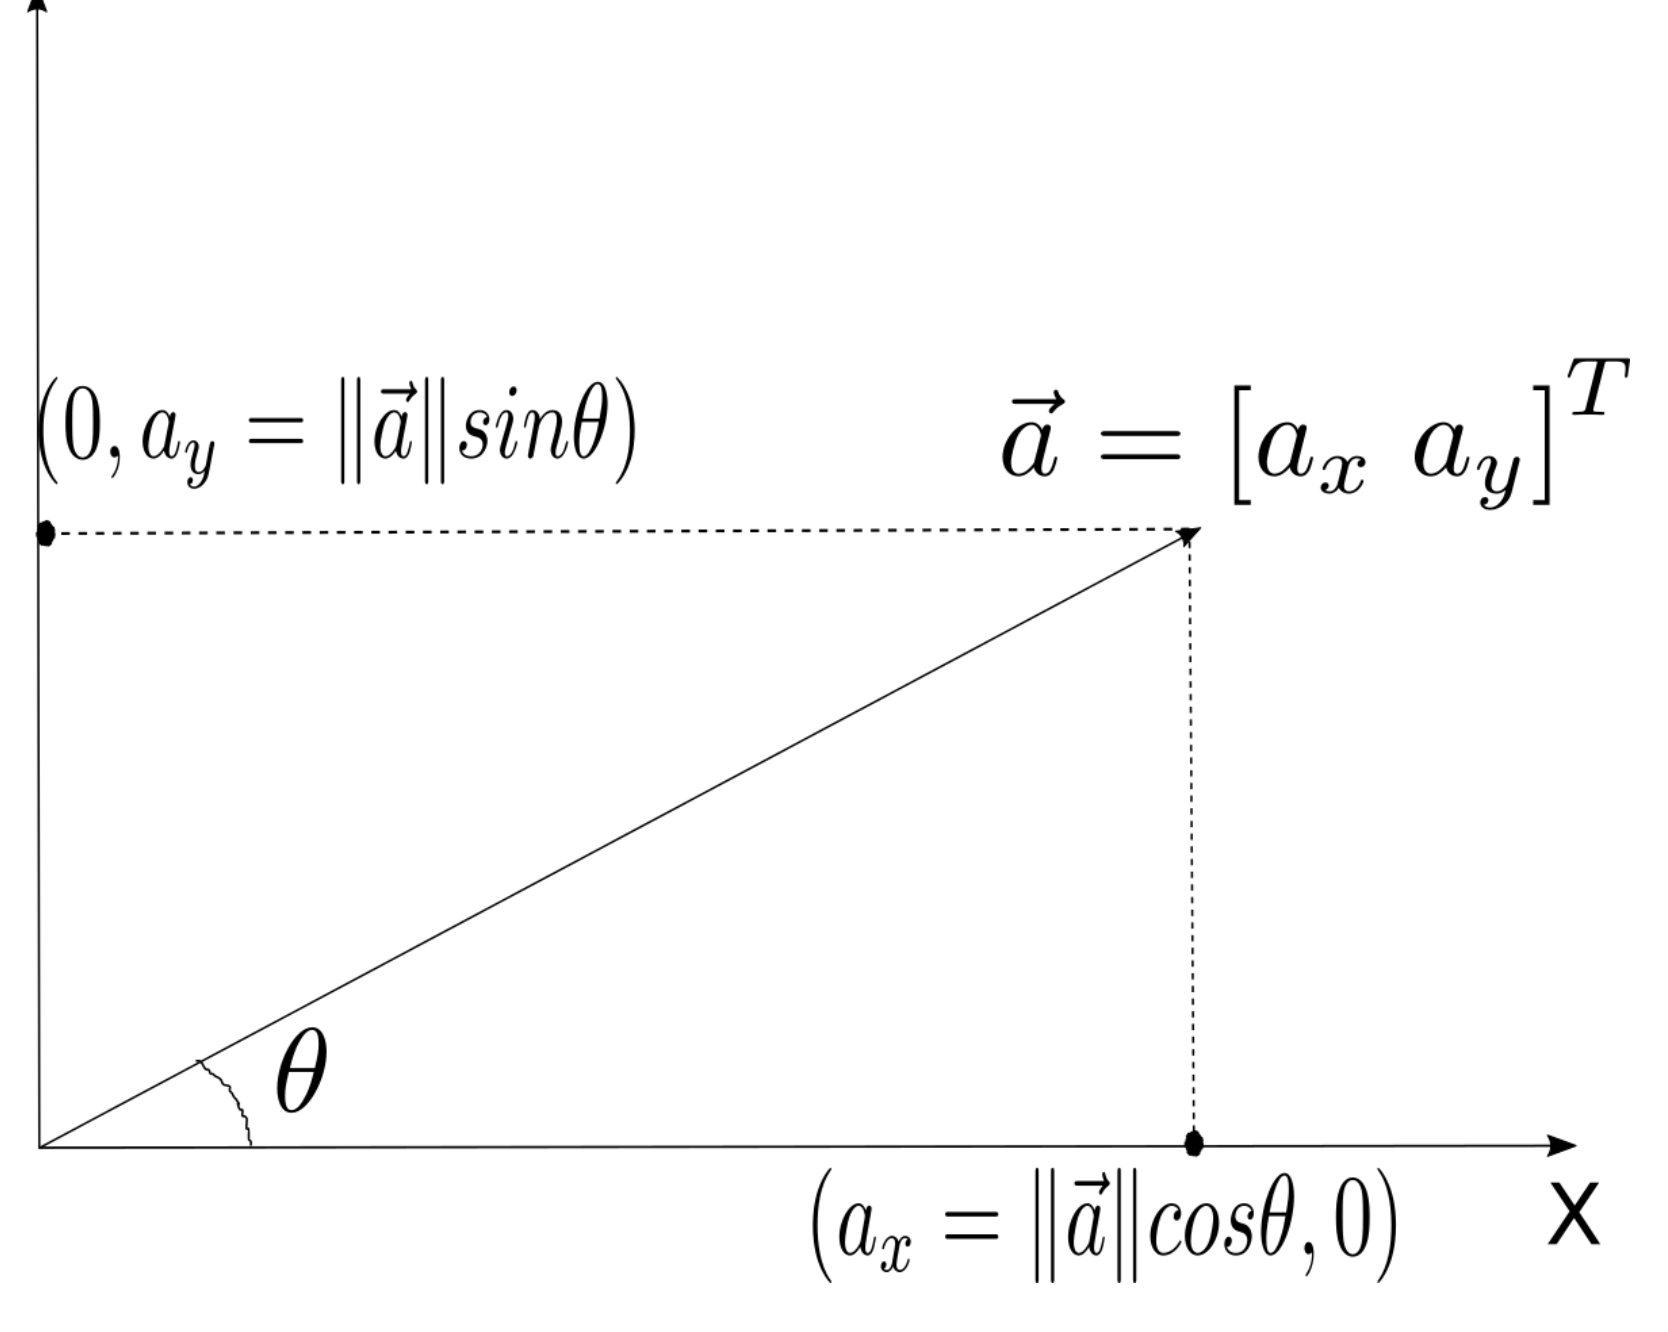 (0, a_y = ‖a⃗‖sinθ)
a⃗ = [a_x a_y]^T
θ
(a_x = ‖a⃗‖cosθ, 0)
X